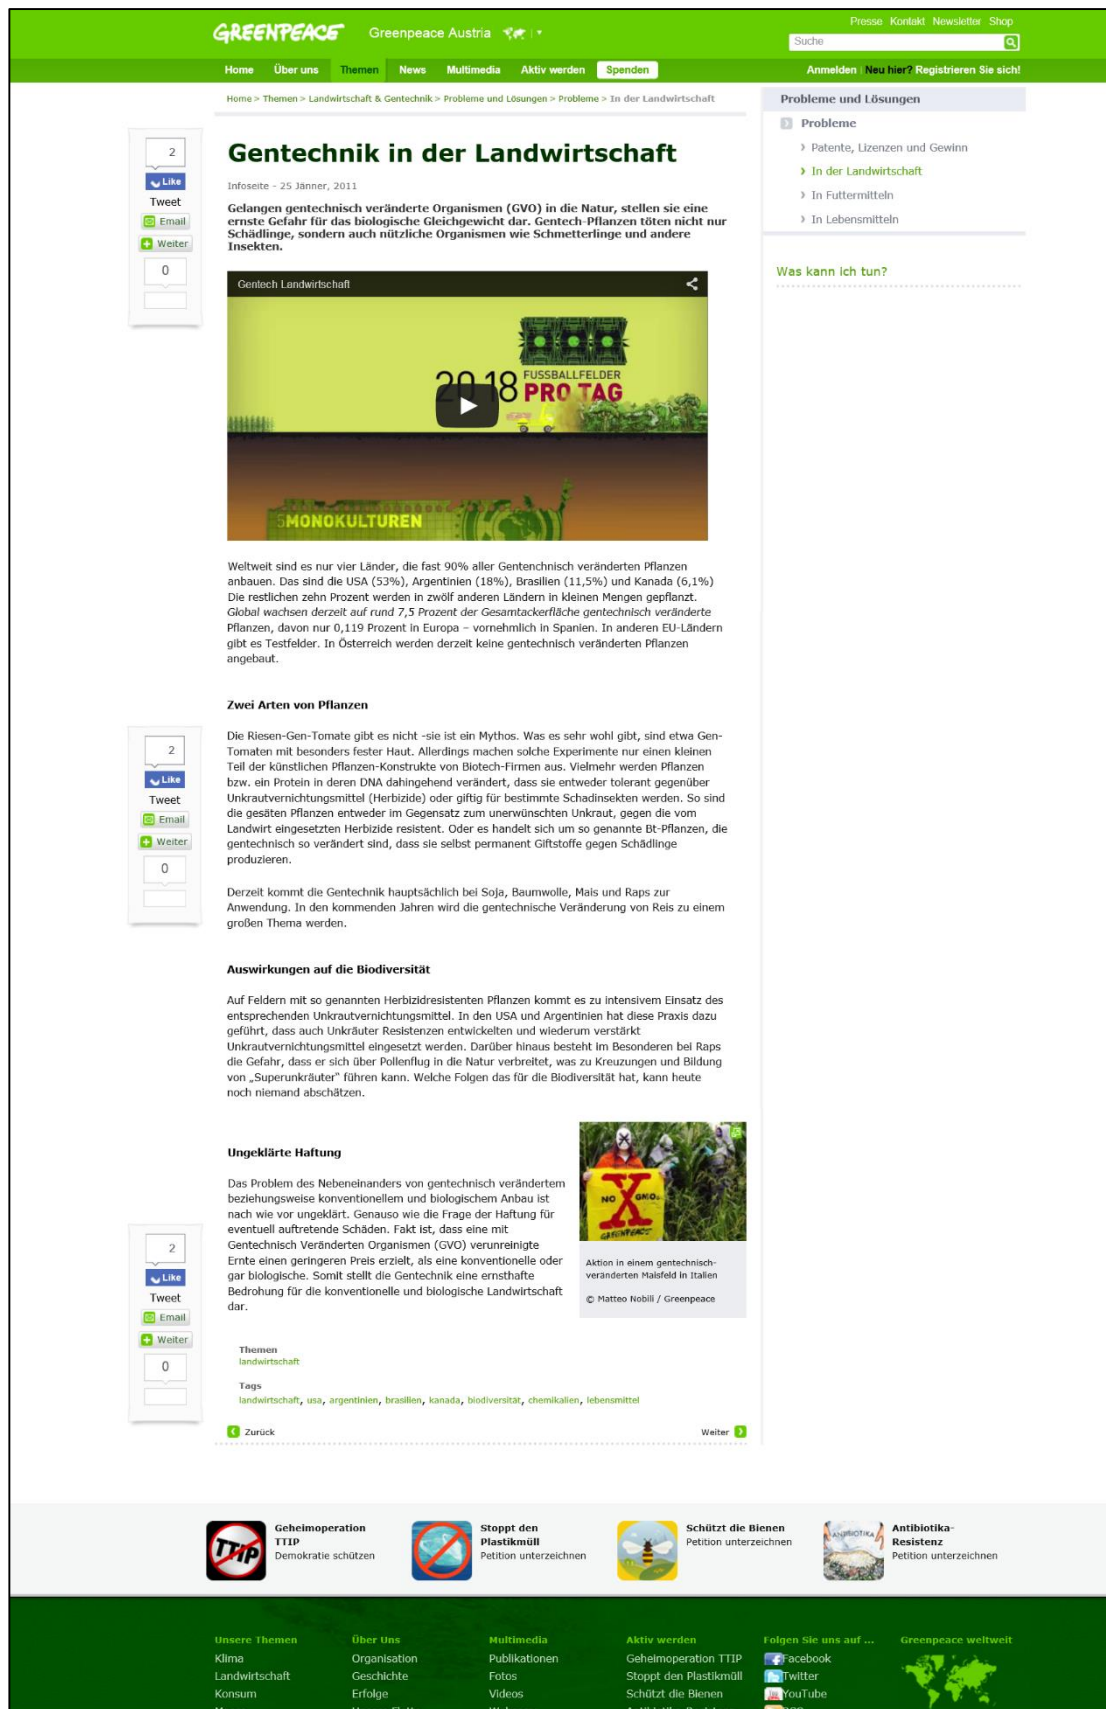 GREENPEACE
Greenpeace Austria
Presse Kontakt Newsletter Shop
Suche
Home Über uns Themen News Multimedia Aktiv werden Spenden
Anmelden Neu hier? Registrieren Sie sich!
Home > Themen > Landwirtschaft & Gentechnik > Probleme und Lösungen > Probleme > In der Landwirtschaft
Probleme und Lösungen
Probleme
Patente, Lizenzen und Gewinn
In der Landwirtschaft
In Futtermitteln
In Lebensmitteln
Was kann ich tun?
2
Like
Tweet
Email
Weiter
0
Gentechnik in der Landwirtschaft
Infoseite - 25 Jänner, 2011
Gelangen gentechnisch veränderte Organismen (GVO) in die Natur, stellen sie eine
ernste Gefahr für das biologische Gleichgewicht dar. Gentech-Pflanzen töten nicht nur
Schädlinge, sondern auch nützliche Organismen wie Schmetterlinge und andere
Insekten.
Gentech Landwirtschaft
20 18 FUSSBALLFELDER
PRO TAG
MONOKULTUREN
Weltweit sind es nur vier Länder, die fast 90% aller Gentenchnisch veränderten Pflanzen
anbauen. Das sind die USA (53%), Argentinien (18%), Brasilien (11,5%) und Kanada (6,1%)
Die restlichen zehn Prozent werden in zwölf anderen Ländern in kleinen Mengen gepflanzt.
Global wachsen derzeit auf rund 7,5 Prozent der Gesamtackerfläche gentechnisch veränderte
Pflanzen, davon nur 0,119 Prozent in Europa – vornehmlich in Spanien. In anderen EU-Ländern
gibt es Testfelder. In Österreich werden derzeit keine gentechnisch veränderten Pflanzen
angebaut.
Zwei Arten von Pflanzen
2
Like
Tweet
Email
Weiter
0
Die Riesen-Gen-Tomate gibt es nicht -sie ist ein Mythos. Was es sehr wohl gibt, sind etwa Gen-
Tomaten mit besonders fester Haut. Allerdings machen solche Experimente nur einen kleinen
Teil der künstlichen Pflanzen-Konstrukte von Biotech-Firmen aus. Vielmehr werden Pflanzen
bzw. ein Protein in deren DNA dahingehend verändert, dass sie entweder tolerant gegenüber
Unkrautvernichtungsmittel (Herbizide) oder giftig für bestimmte Schadinsekten werden. So sind
die gesäten Pflanzen entweder im Gegensatz zum unerwünschten Unkraut, gegen die vom
Landwirt eingesetzten Herbizide resistent. Oder es handelt sich um so genannte Bt-Pflanzen, die
gentechnisch so verändert sind, dass sie selbst permanent Giftstoffe gegen Schädlinge
produzieren.
Derzeit kommt die Gentechnik hauptsächlich bei Soja, Baumwolle, Mais und Raps zur
Anwendung. In den kommenden Jahren wird die gentechnische Veränderung von Reis zu einem
großen Thema werden.
Auswirkungen auf die Biodiversität
Auf Feldern mit so genannten Herbizidresistenten Pflanzen kommt es zu intensivem Einsatz des
entsprechenden Unkrautvernichtungsmittel. In den USA und Argentinien hat diese Praxis dazu
geführt, dass auch Unkräuter Resistenzen entwickelten und wiederum verstärkt
Unkrautvernichtungsmittel eingesetzt werden. Darüber hinaus besteht im Besonderen bei Raps
die Gefahr, dass er sich über Pollenflug in die Natur verbreitet, was zu Kreuzungen und Bildung
von „Superunkräuter“ führen kann. Welche Folgen das für die Biodiversität hat, kann heute
noch niemand abschätzen.
Ungeklärte Haftung
Das Problem des Nebeneinanders von gentechnisch verändertem
beziehungsweise konventionellem und biologischem Anbau ist
nach wie vor ungeklärt. Genauso wie die Frage der Haftung für
eventuell auftretende Schäden. Fakt ist, dass eine mit
Gentechnisch Veränderten Organismen (GVO) verunreinigte
Ernte einen geringeren Preis erzielt, als eine konventionelle oder
gar biologische. Somit stellt die Gentechnik eine ernsthafte
Bedrohung für die konventionelle und biologische Landwirtschaft
dar.
NO GMOs
GREENPEACE
Aktion in einem gentechnisch-
veränderten Maisfeld in Italien
© Matteo Nobili / Greenpeace
2
Like
Tweet
Email
Weiter
0
Themen
landwirtschaft
Tags
landwirtschaft, usa, argentinien, brasilien, kanada, biodiversität, chemikalien, lebensmittel
Zurück
Weiter
TTIP
Geheimoperation
TTIP
Demokratie schützen
Stoppt den
Plastikmüll
Petition unterzeichnen
Schützt die Bienen
Petition unterzeichnen
ANTIBIOTIKA
Antibiotika-
Resistenz
Petition unterzeichnen
Unsere Themen Über Uns Multimedia Aktiv werden Folgen Sie uns auf ... Greenpeace weltweit
Klima Organisation Publikationen Geheimoperation TTIP Facebook
Landwirtschaft Geschichte Fotos Stoppt den Plastikmüll Twitter
Konsum Erfolge Videos Schützt die Bienen YouTube